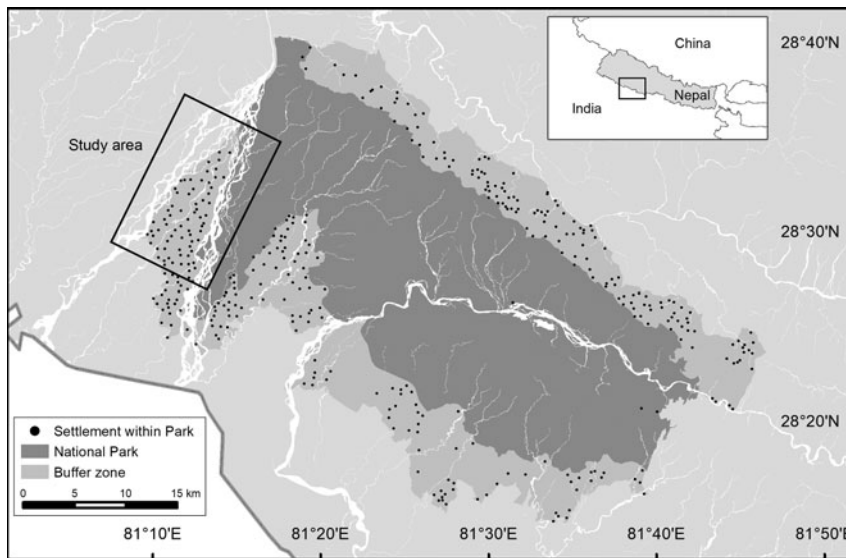 China
Nepal
India
Study area
28°40'N
28°30'N
28°20'N
Settlement within Park
National Park
Buffer zone
0 5 10 15 km
81°10'E
81°20'E
81°30'E
81°40'E
81°50'E